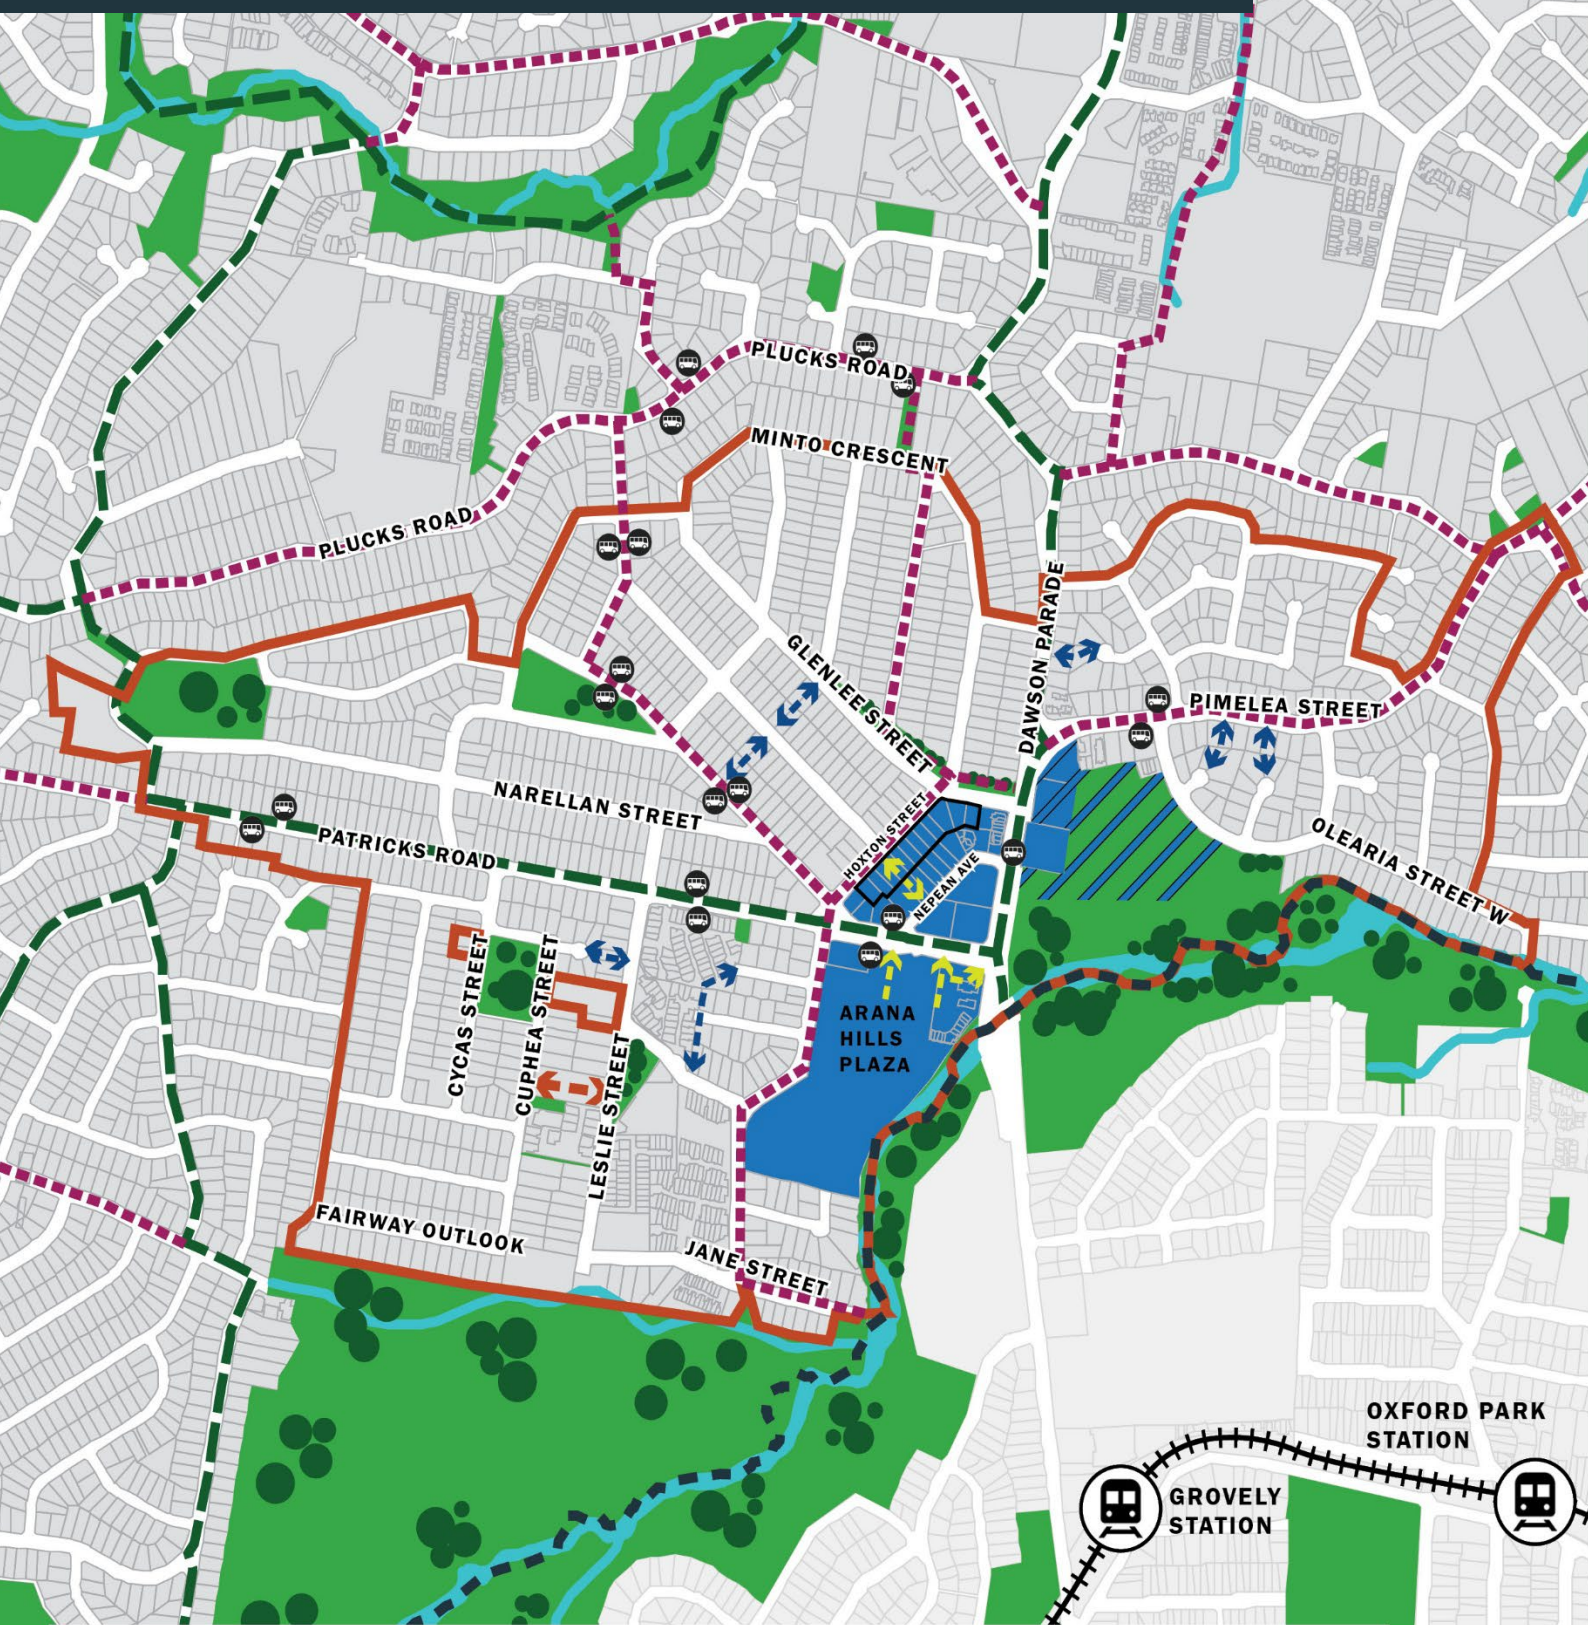 PLUCKS ROAD
MINTO CRESCENT
PLUCKS ROAD
DAWSON PARADE
GLENLEE STREET
PIMELEA STREET
NARELLAN STREET
HOXTON STREET
PATRICKS ROAD
NEPEAN AVE
OLEARIA STREET W
CYCAS STREET
CUPHEA STREET
LESLIE STREET
ARANA
HILLS
PLAZA
FAIRWAY OUTLOOK
JANE STREET
OXFORD PARK
STATION
GROVELY
STATION